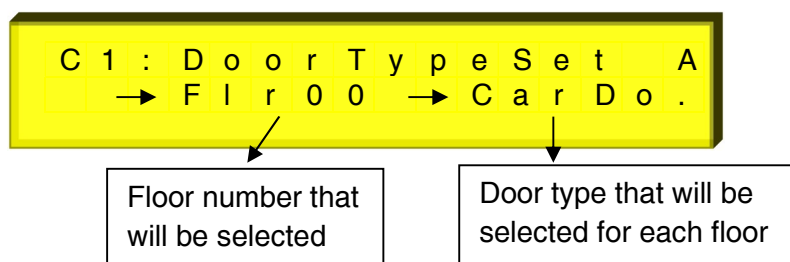 C1: DoorTypeSet A
→ Flr00 → CarDo.
Floor number that
will be selected
Door type that will be
selected for each floor